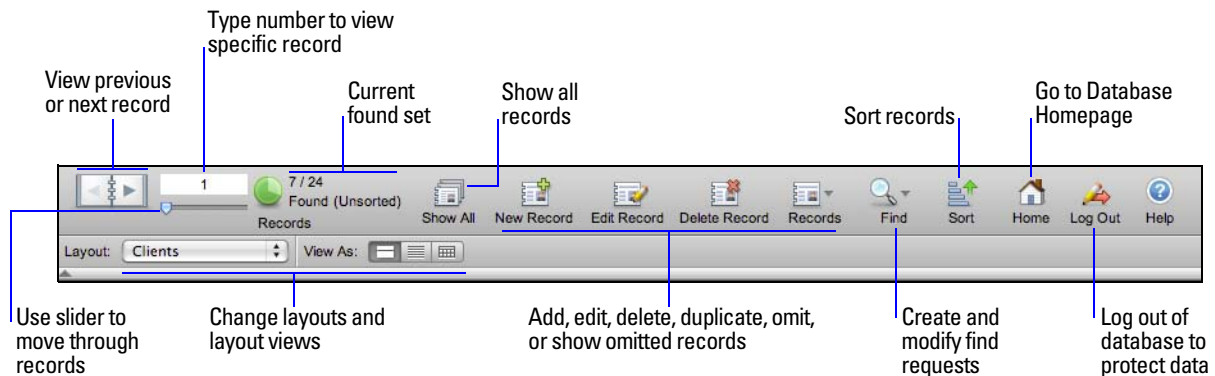 Type number to view
specific record
View previous
or next record
Current
found set
Show all
records
Sort records
Go to Database
Homepage
1
7 / 24
Found (Unsorted)
Records
Show All
New Record
Edit Record
Delete Record
Records
Find
Sort
Home
Log Out
Help
Layout:
Clients
View As:
Use slider to
move through
records
Change layouts and
layout views
Add, edit, delete, duplicate, omit,
or show omitted records
Create and
modify find
requests
Log out of
database to
protect data